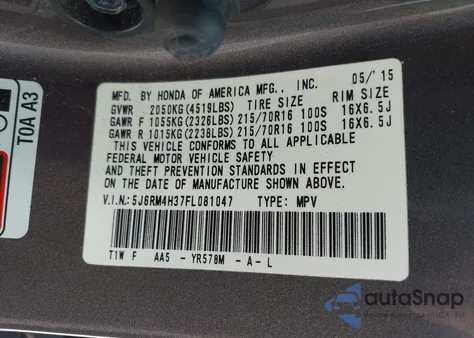 MFD. BY HONDA OF AMERICA MFG., INC. 05/'15
GVWR 2050KG(4519LBS) TIRE SIZE RIM SIZE
GAWR F 1055KG(2326LBS) 215/70R16 100S 16X6.5J
GAWR R 1015KG(2238LBS) 215/70R16 100S 16X6.5J
THIS VEHICLE CONFORMS TO ALL APPLICABLE
FEDERAL MOTOR VEHICLE SAFETY
AND THEFT PREVENTION STANDARDS IN EFFECT
ON THE DATE OF MANUFACTURE SHOWN ABOVE.
V.I.N.:5J6RM4H37FL081047 TYPE: MPV
T1W F AA5 - YR578M - A - L
TOA A3
autoSnap